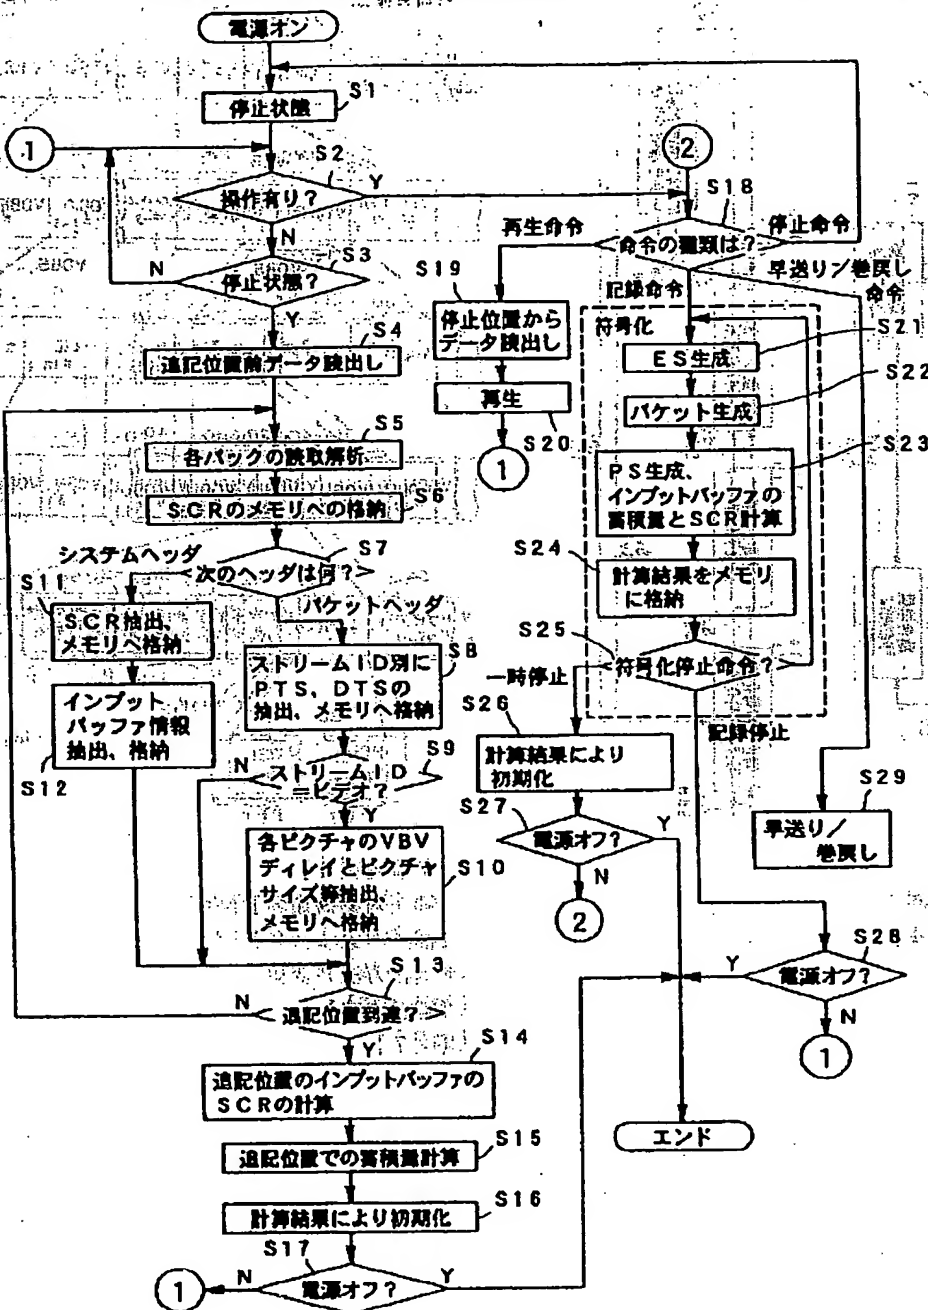 電源オン
停止状態
S1
1
操作有り?
S2
Y
N
停止状態?
S3
N
Y
追記位置前データ読出し
S4
各パックの読取解析
S5
SCRのメモリへの格納
S6
次のヘッダは何?
S7
システムヘッダ
パケットヘッダ
S11
SCR抽出、
メモリへ格納
インプット
バッファ情報
抽出、格納
S12
ストリームID別に
PTS、DTSの
抽出、メモリへ格納
S8
ストリームID
=ビデオ?
S9
N
Y
各ピクチャのVBV
ディレイとピクチャ
サイズ等抽出、
メモリへ格納
S10
追記位置到達?
S13
N
Y
追記位置のインプットバッファの
SCRの計算
S14
追記位置での蓄積量計算
S15
計算結果により初期化
S16
電源オフ?
S17
N
Y
1
2
命令の種類は?
S18
再生命令
停止命令
記録命令
早送り/巻戻し
命令
S19
停止位置から
データ読出し
再生
S20
1
符号化
ES生成
S21
パケット生成
S22
PS生成、
インプットバッファの
蓄積量とSCR計算
S23
計算結果をメモリ
に格納
S24
符号化停止命令?
S25
一時停止
記録停止
計算結果により
初期化
S26
電源オフ?
S27
Y
N
2
早送り/
巻戻し
S29
電源オフ?
S28
Y
N
1
エンド